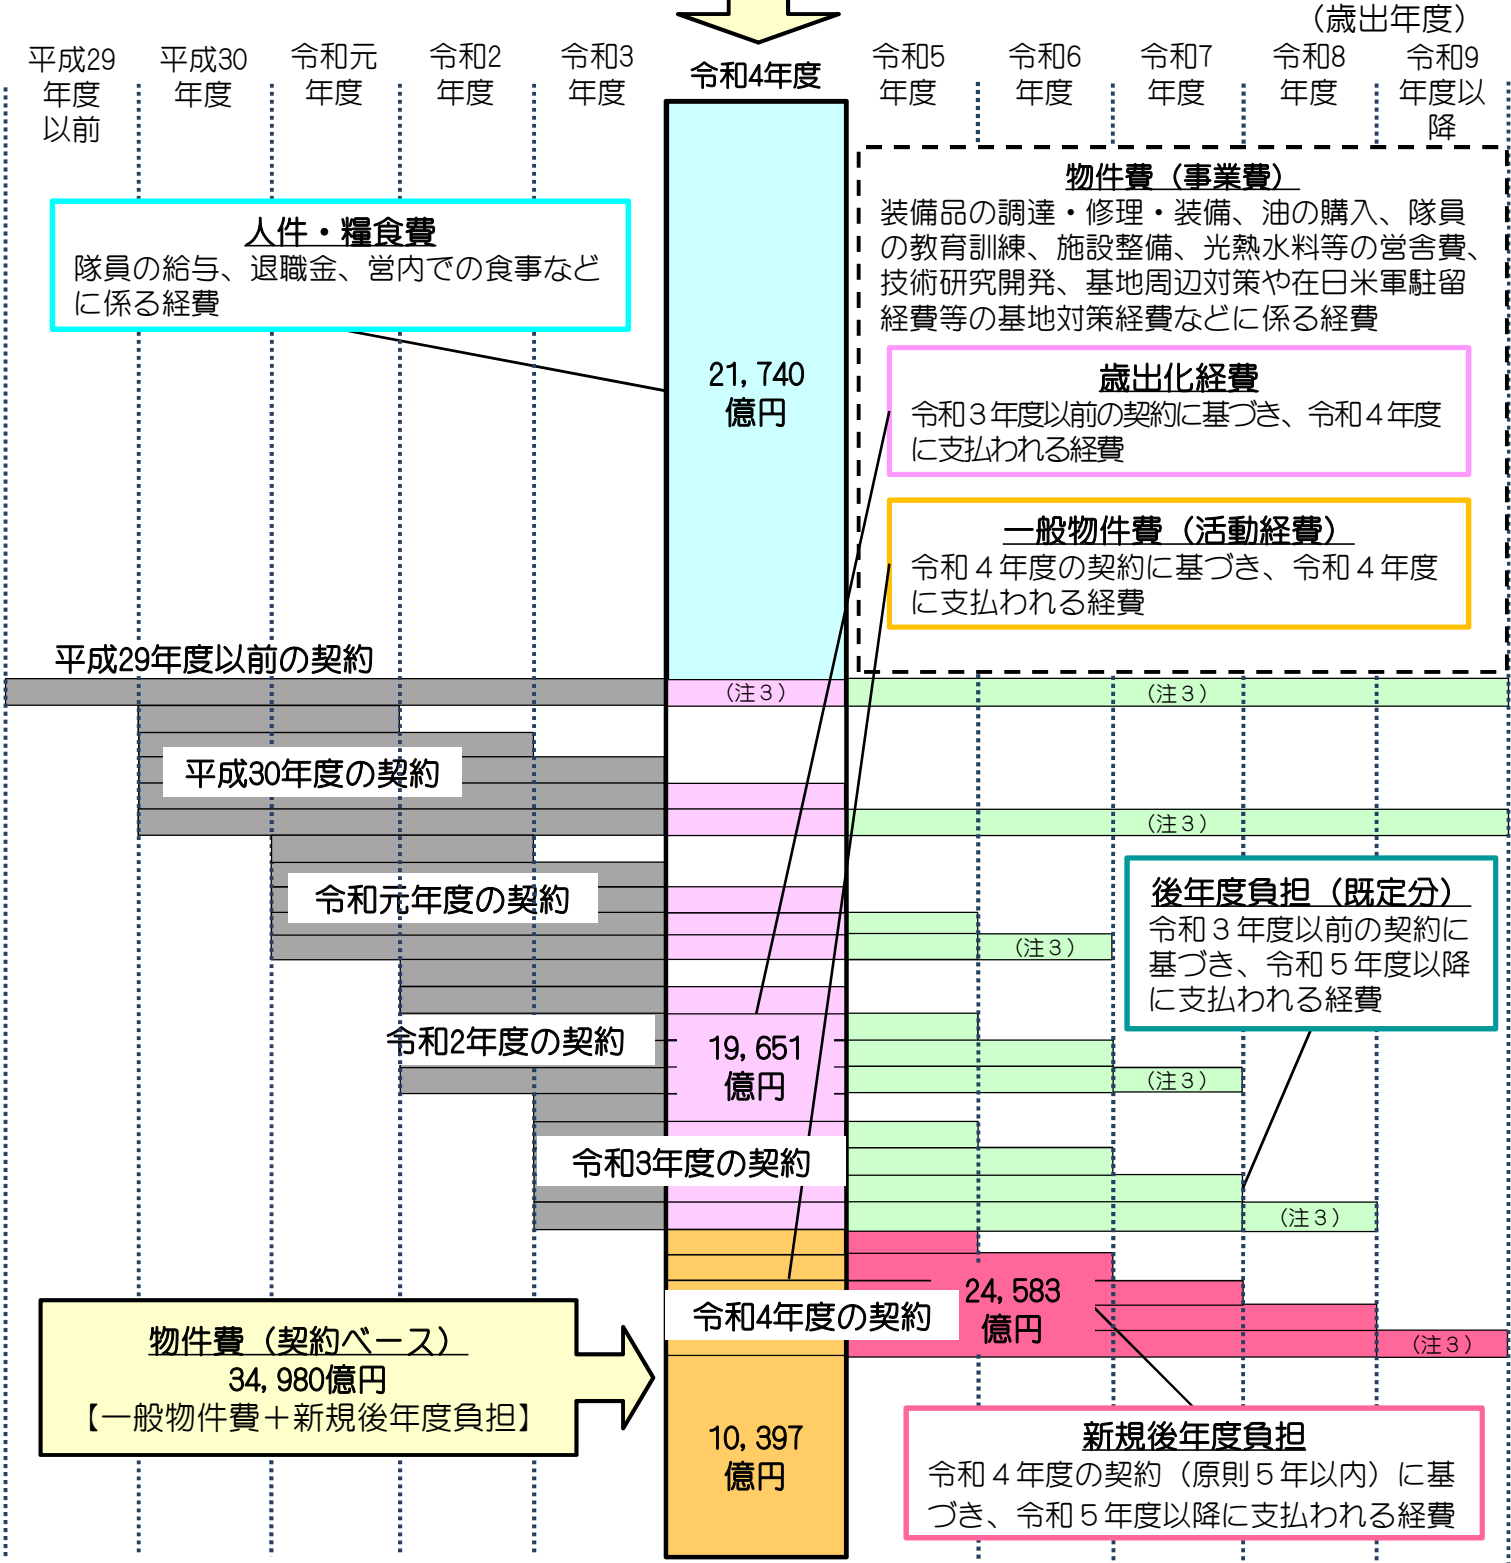 （歳出年度）
平成29
年度
以前
平成30
年度
令和元
年度
令和2
年度
令和3
年度
令和4年度
令和5
年度
令和6
年度
令和7
年度
令和8
年度
令和9
年度以
降
人件・糧食費
隊員の給与、退職金、営内での食事など
に係る経費
21,740
億円
物件費（事業費）
装備品の調達・修理・装備、油の購入、隊員
の教育訓練、施設整備、光熱水料等の営舎費、
技術研究開発、基地周辺対策や在日米軍駐留
経費等の基地対策経費などに係る経費
歳出化経費
令和３年度以前の契約に基づき、令和４年度
に支払われる経費
一般物件費（活動経費）
令和４年度の契約に基づき、令和４年度
に支払われる経費
平成29年度以前の契約
（注３）
（注３）
平成30年度の契約
（注３）
令和元年度の契約
（注３）
後年度負担（既定分）
令和３年度以前の契約に
基づき、令和５年度以降
に支払われる経費
令和2年度の契約
19,651
億円
（注３）
令和3年度の契約
（注３）
令和4年度の契約
24,583
億円
（注３）
物件費（契約ベース）
34,980億円
【一般物件費＋新規後年度負担】
10,397
億円
新規後年度負担
令和４年度の契約（原則５年以内）に基
づき、令和５年度以降に支払われる経費